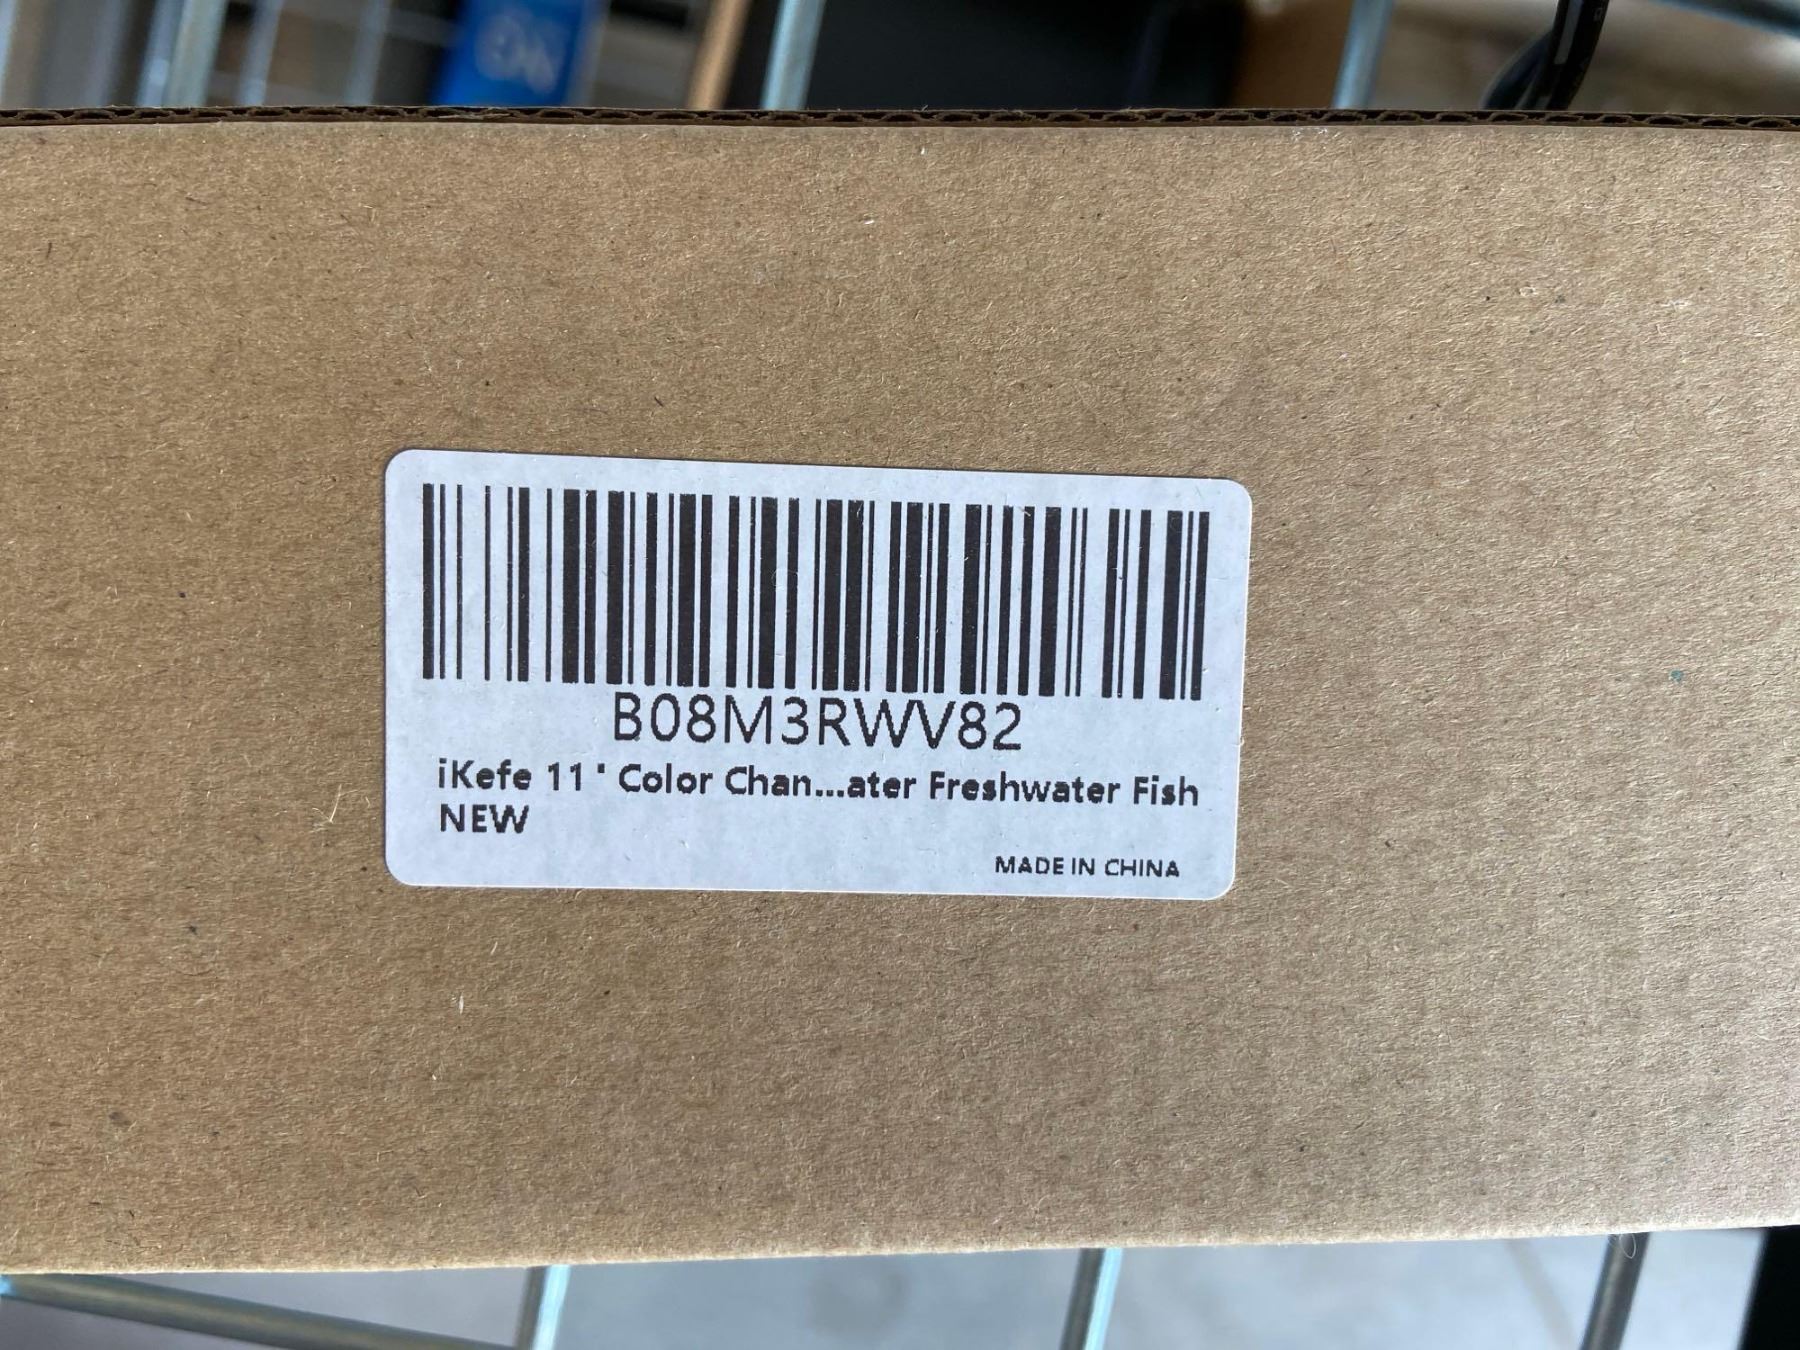 B08M3RWV82
iKefe 11 ' Color Chan...ater Freshwater Fish
NEW
MADE IN CHINA